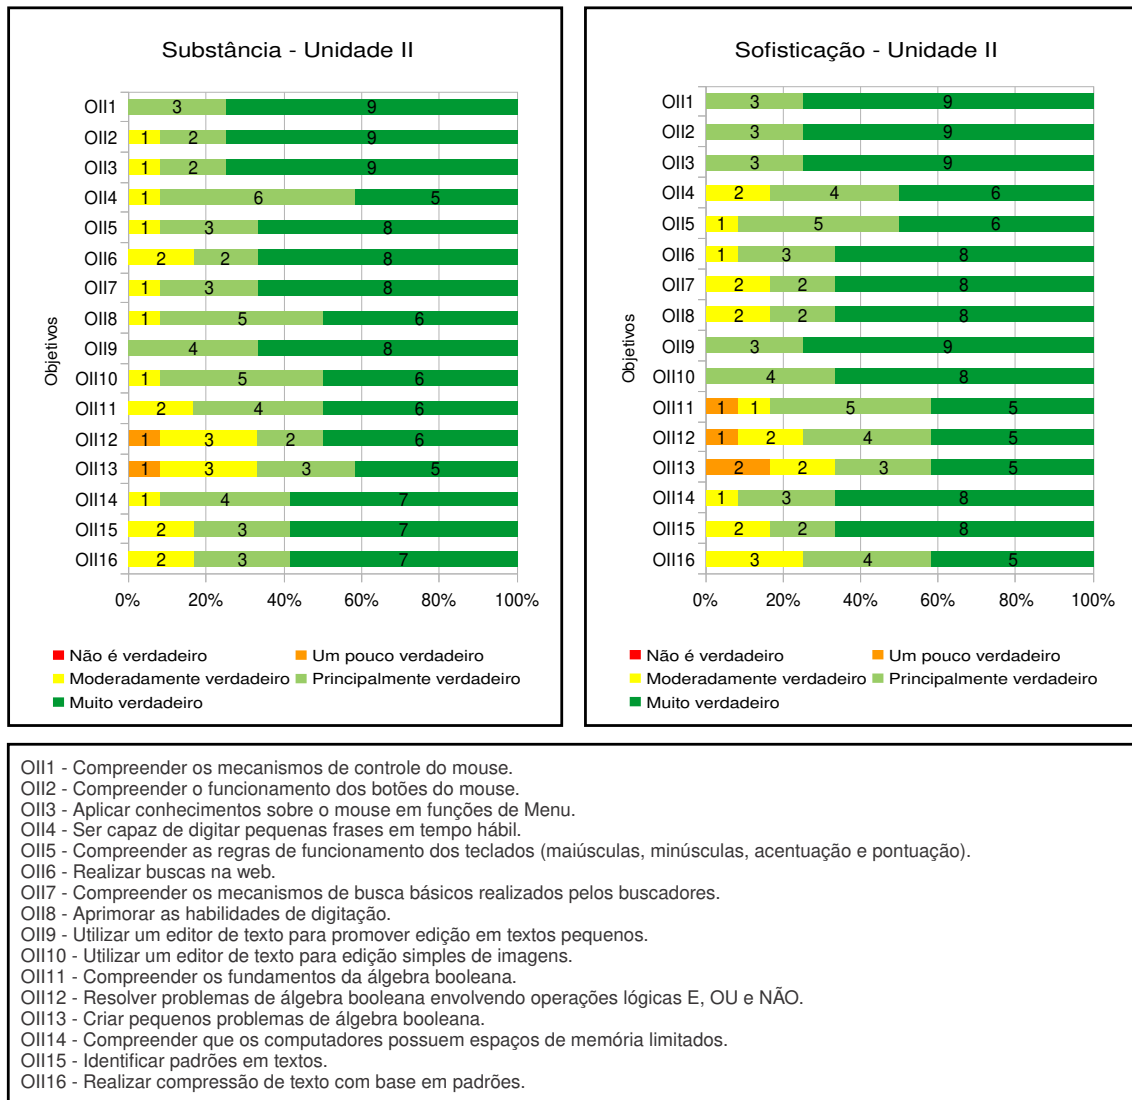 Substância - Unidade II
Objetivos
OII1 3 9
OII2 1 2 9
OII3 1 2 9
OII4 1 6 5
OII5 1 3 8
OII6 2 2 8
OII7 1 3 8
OII8 1 5 6
OII9 4 8
OII10 1 5 6
OII11 2 4 6
OII12 1 3 2 6
OII13 1 3 3 5
OII14 1 4 7
OII15 2 3 7
OII16 2 3 7
0% 20% 40% 60% 80% 100%
Não é verdadeiro Um pouco verdadeiro
Moderadamente verdadeiro Principalmente verdadeiro
Muito verdadeiro
Sofisticação - Unidade II
Objetivos
OII1 3 9
OII2 3 9
OII3 3 9
OII4 2 4 6
OII5 1 5 6
OII6 1 3 8
OII7 2 2 8
OII8 2 2 8
OII9 3 9
OII10 4 8
OII11 1 1 5 5
OII12 1 2 4 5
OII13 2 2 3 5
OII14 1 3 8
OII15 2 2 8
OII16 3 4 5
0% 20% 40% 60% 80% 100%
Não é verdadeiro Um pouco verdadeiro
Moderadamente verdadeiro Principalmente verdadeiro
Muito verdadeiro
OII1 - Compreender os mecanismos de controle do mouse.
OII2 - Compreender o funcionamento dos botões do mouse.
OII3 - Aplicar conhecimentos sobre o mouse em funções de Menu.
OII4 - Ser capaz de digitar pequenas frases em tempo hábil.
OII5 - Compreender as regras de funcionamento dos teclados (maiúsculas, minúsculas, acentuação e pontuação).
OII6 - Realizar buscas na web.
OII7 - Compreender os mecanismos de busca básicos realizados pelos buscadores.
OII8 - Aprimorar as habilidades de digitação.
OII9 - Utilizar um editor de texto para promover edição em textos pequenos.
OII10 - Utilizar um editor de texto para edição simples de imagens.
OII11 - Compreender os fundamentos da álgebra booleana.
OII12 - Resolver problemas de álgebra booleana envolvendo operações lógicas E, OU e NÃO.
OII13 - Criar pequenos problemas de álgebra booleana.
OII14 - Compreender que os computadores possuem espaços de memória limitados.
OII15 - Identificar padrões em textos.
OII16 - Realizar compressão de texto com base em padrões.